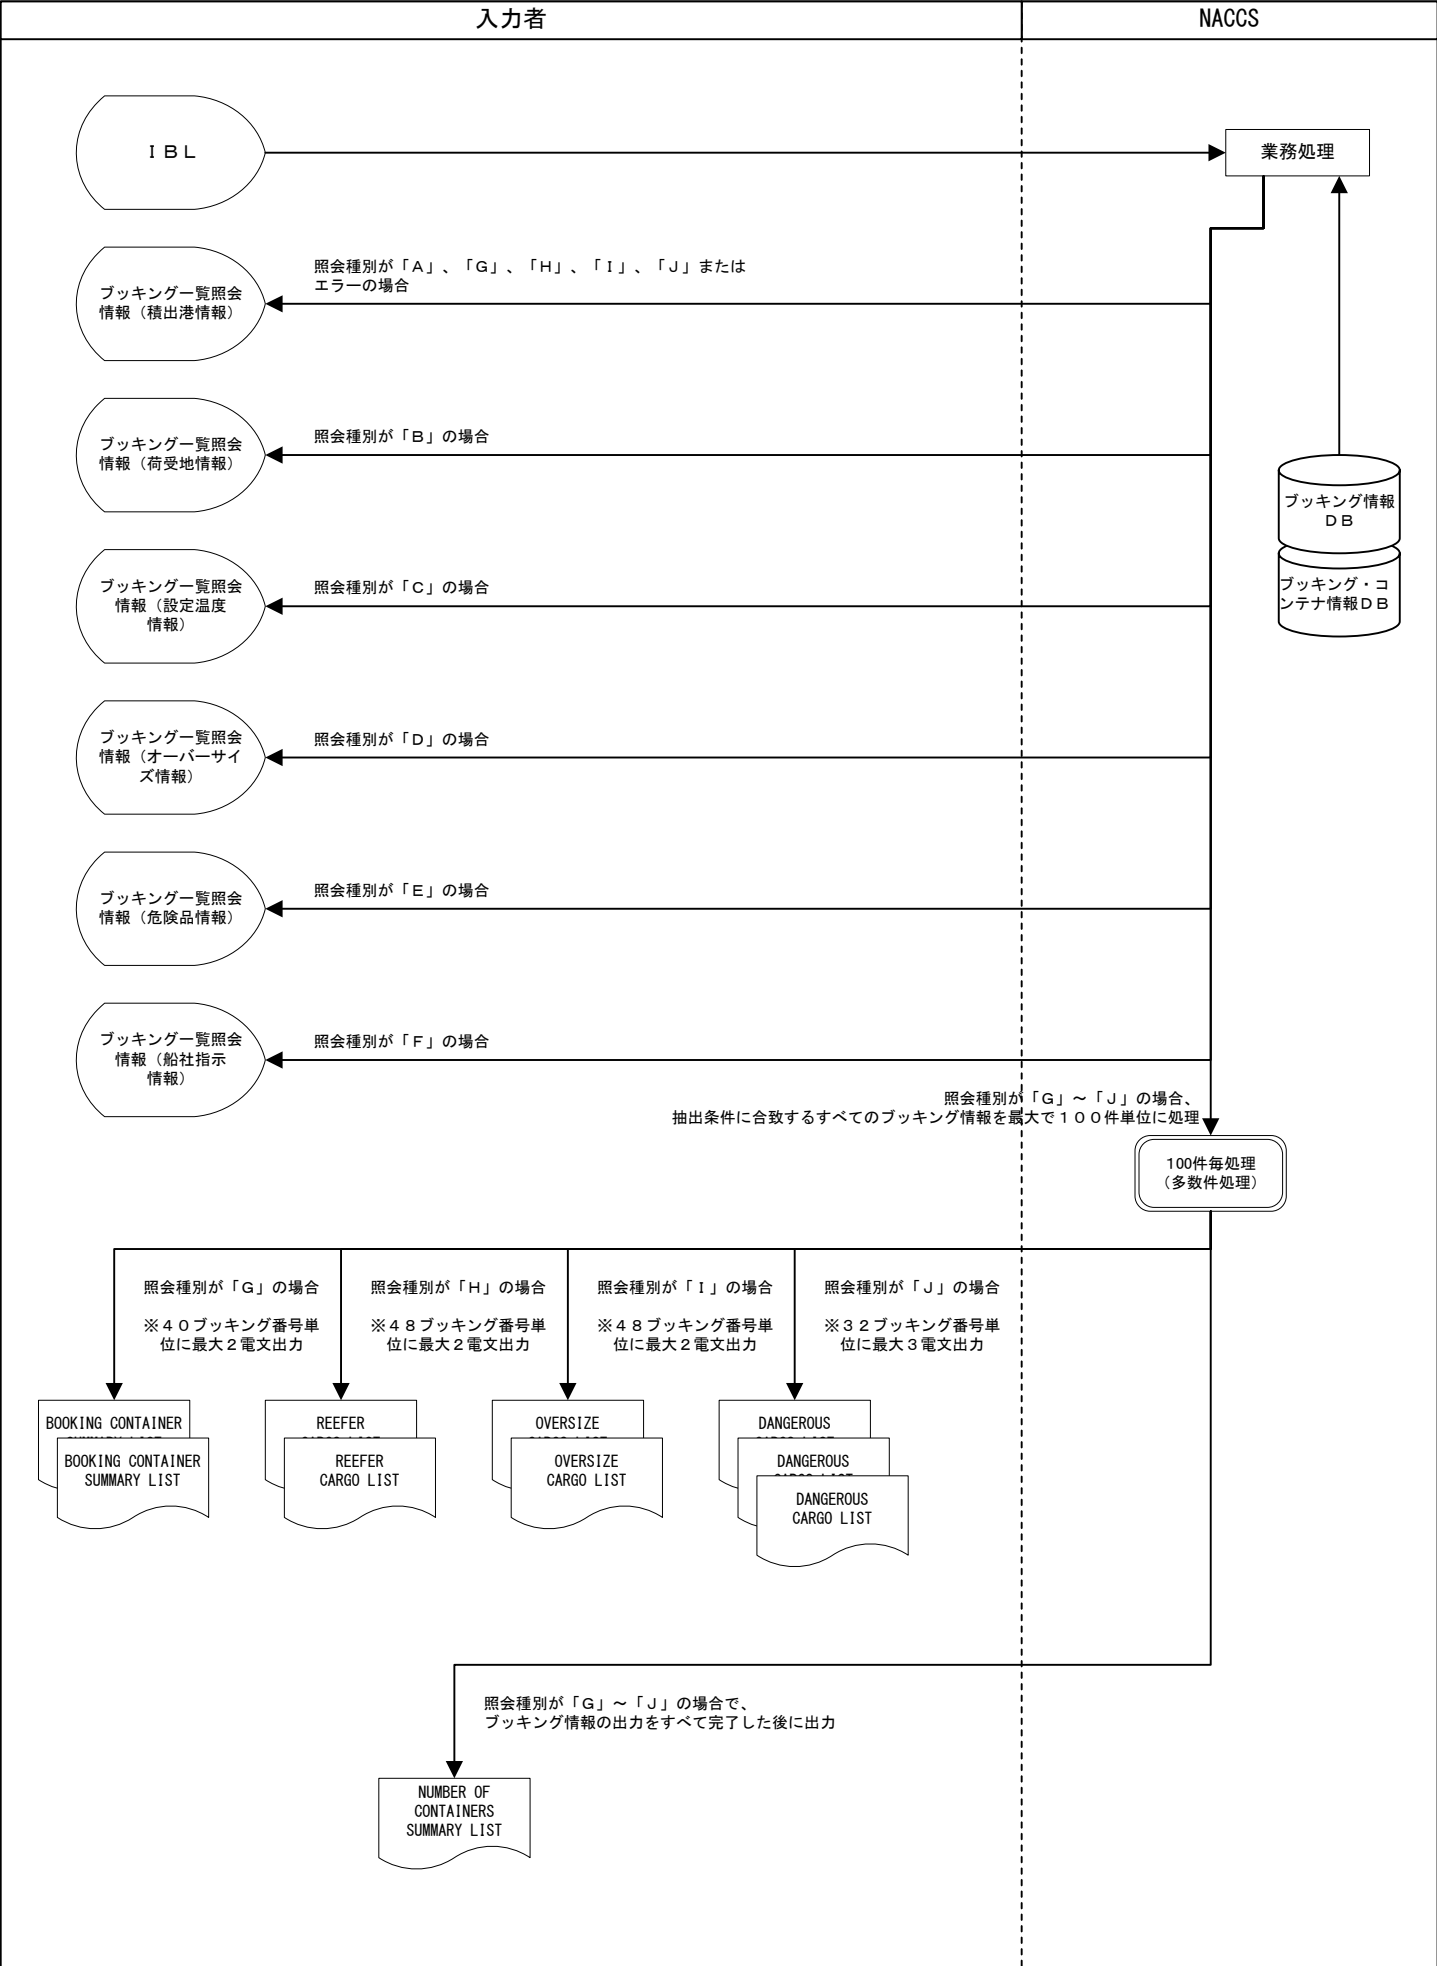 入力者
NACCS
ＩＢＬ
業務処理
照会種別が「Ａ」、「Ｇ」、「Ｈ」、「Ｉ」、「Ｊ」または
エラーの場合
ブッキング一覧照会
情報（積出港情報）
照会種別が「Ｂ」の場合
ブッキング一覧照会
情報（荷受地情報）
ブッキング情報
ＤＢ
ブッキング・コ
ンテナ情報ＤＢ
照会種別が「Ｃ」の場合
ブッキング一覧照会
情報（設定温度
情報）
照会種別が「Ｄ」の場合
ブッキング一覧照会
情報（オーバーサイ
ズ情報）
照会種別が「Ｅ」の場合
ブッキング一覧照会
情報（危険品情報）
照会種別が「Ｆ」の場合
ブッキング一覧照会
情報（船社指示
情報）
照会種別が「Ｇ」～「Ｊ」の場合、
抽出条件に合致するすべてのブッキング情報を最大で１００件単位に処理
100件毎処理
（多数件処理）
照会種別が「Ｇ」の場合
※４０ブッキング番号単
位に最大２電文出力
照会種別が「Ｈ」の場合
※４８ブッキング番号単
位に最大２電文出力
照会種別が「Ｉ」の場合
※４８ブッキング番号単
位に最大２電文出力
照会種別が「Ｊ」の場合
※３２ブッキング番号単
位に最大３電文出力
BOOKING CONTAINER
SUMMARY LIST
BOOKING CONTAINER
SUMMARY LIST
REEFER
CARGO LIST
REEFER
CARGO LIST
OVERSIZE
CARGO LIST
OVERSIZE
CARGO LIST
DANGEROUS
CARGO LIST
DANGEROUS
CARGO LIST
DANGEROUS
CARGO LIST
照会種別が「Ｇ」～「Ｊ」の場合で、
ブッキング情報の出力をすべて完了した後に出力
NUMBER OF
CONTAINERS
SUMMARY LIST